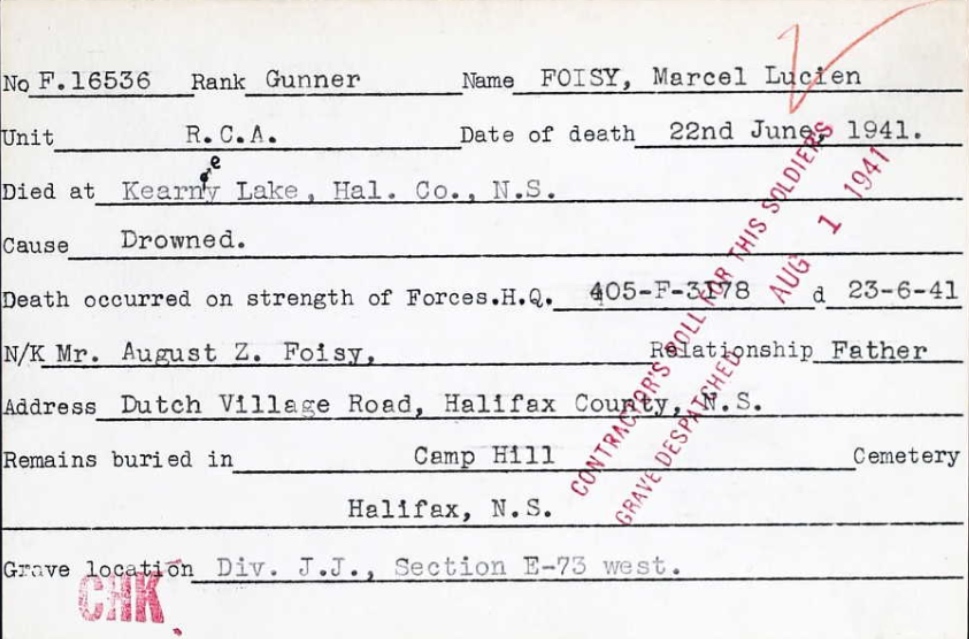 No F.16536 Rank Gunner Name FOISY, Marcel Lucien
Unit R.C.A. Date of death 22nd June, 1941.
e
Died at Kearny Lake, Hal. Co., N.S.
Cause Drowned.
Death occurred on strength of Forces.H.Q. 405-F-3178 d 23-6-41
N/K Mr. August Z. Foisy, Relationship Father
Address Dutch Village Road, Halifax County, N.S.
Remains buried in Camp Hill Cemetery
Halifax, N.S.
Grave location Div. J.J., Section E-73 west.
CONTRACTOR'S ROLL FOR THIS SOLDIERS
GRAVE DESPATCHED AUG 1 1941
CHK.